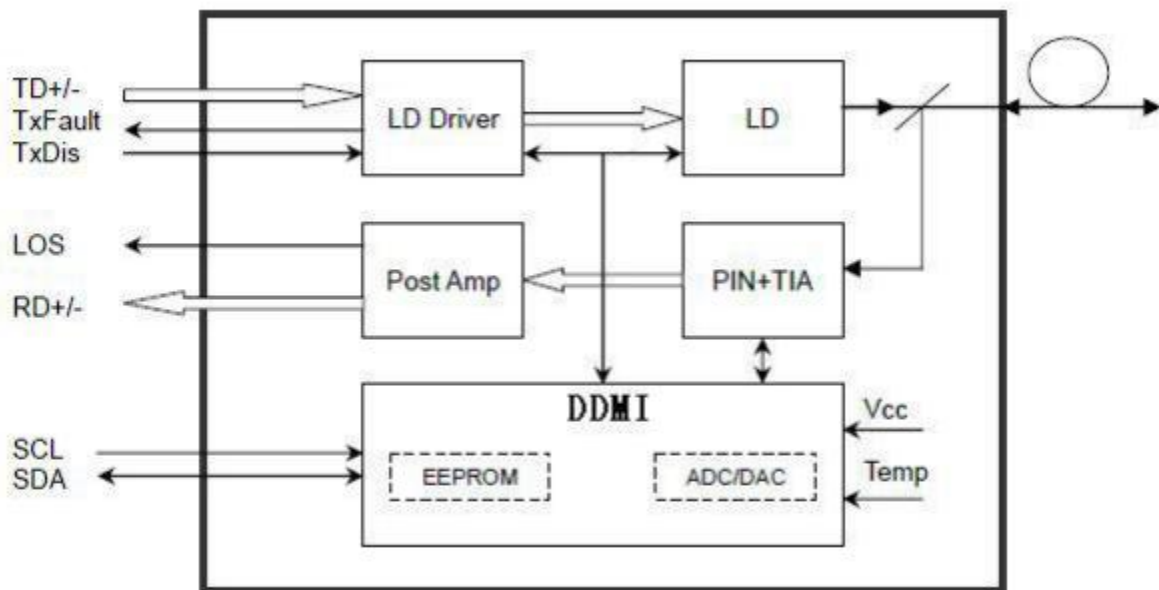 TD+/-
TxFault
TxDis
LD Driver
LD
LOS
RD+/-
Post Amp
PIN+TIA
DDMI
SCL
SDA
EEPROM
ADC/DAC
Vcc
Temp